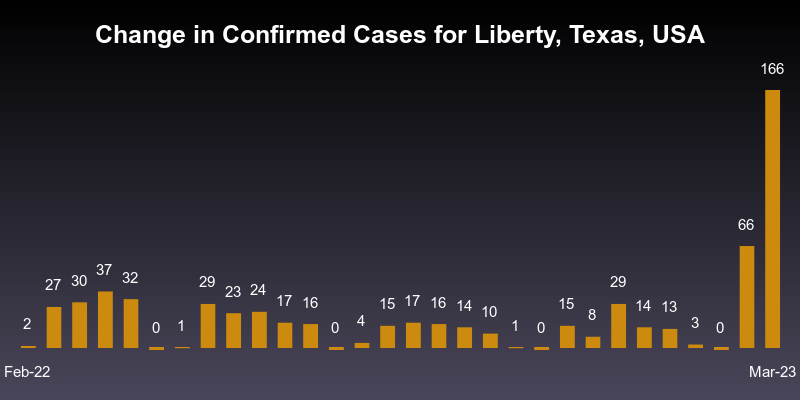 Change in Confirmed Cases for Liberty, Texas, USA
2 27 30 37 32 0 1 29 23 24 17 16 0 4 15 17 16 14 10 1 0 15 8 29 14 13 3 0 66 166
Feb-22 Mar-23